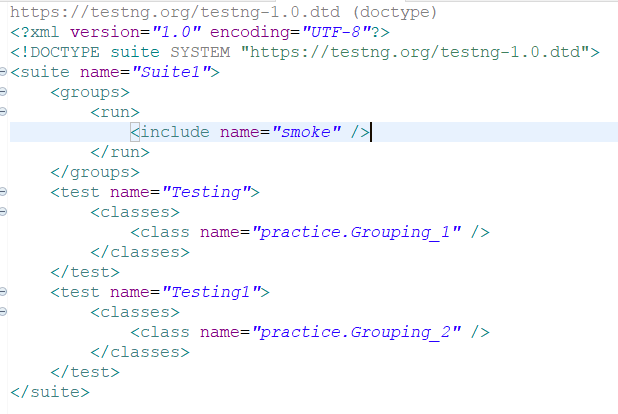 https://testng.org/testng-1.0.dtd (doctype)
<?xml version="1.0" encoding="UTF-8"?>
<!DOCTYPE suite SYSTEM "https://testng.org/testng-1.0.dtd">
<suite name="Suite1">
    <groups>
        <run>
            <include name="smoke" />
        </run>
    </groups>
    <test name="Testing">
        <classes>
            <class name="practice.Grouping_1" />
        </classes>
    </test>
    <test name="Testing1">
        <classes>
            <class name="practice.Grouping_2" />
        </classes>
    </test>
</suite>